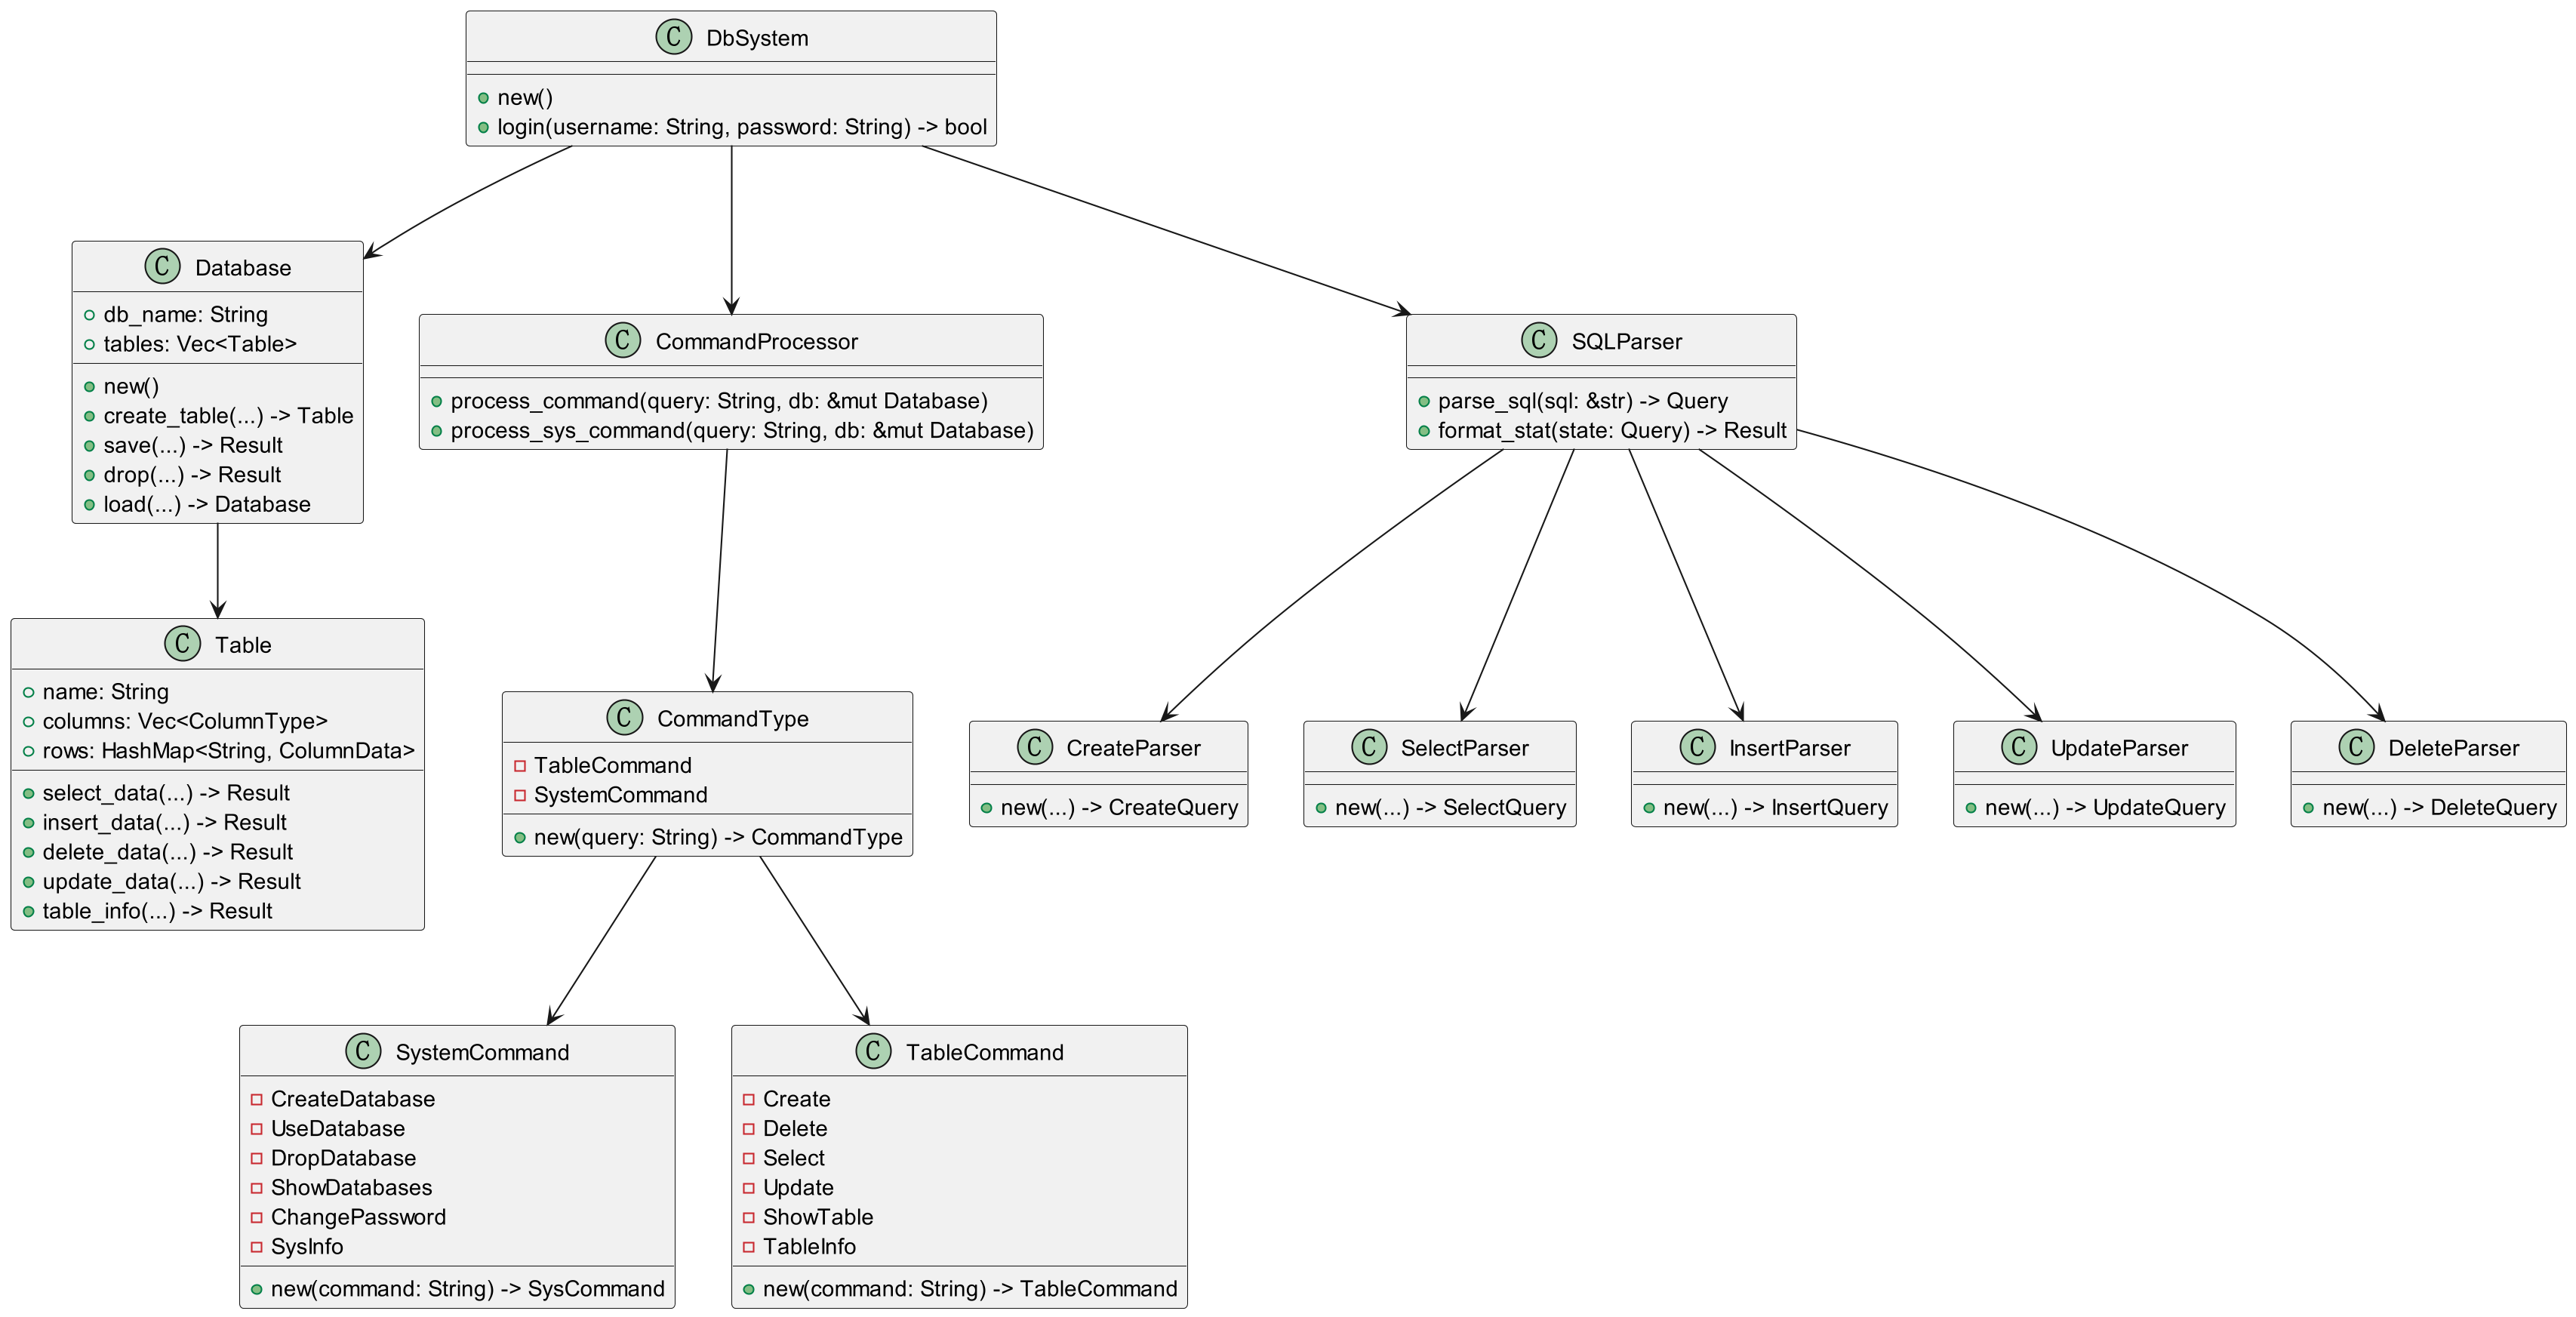 C DbSystem
new()
login(username: String, password: String) -> bool
C Database
db_name: String
tables: Vec<Table>
new()
create_table(...) -> Table
save(...) -> Result
drop(...) -> Result
load(...) -> Database
C CommandProcessor
process_command(query: String, db: &mut Database)
process_sys_command(query: String, db: &mut Database)
C SQLParser
parse_sql(sql: &str) -> Query
format_stat(state: Query) -> Result
C Table
name: String
columns: Vec<ColumnType>
rows: HashMap<String, ColumnData>
select_data(...) -> Result
insert_data(...) -> Result
delete_data(...) -> Result
update_data(...) -> Result
table_info(...) -> Result
C CommandType
TableCommand
SystemCommand
new(query: String) -> CommandType
C CreateParser
new(...) -> CreateQuery
C SelectParser
new(...) -> SelectQuery
C InsertParser
new(...) -> InsertQuery
C UpdateParser
new(...) -> UpdateQuery
C DeleteParser
new(...) -> DeleteQuery
C SystemCommand
CreateDatabase
UseDatabase
DropDatabase
ShowDatabases
ChangePassword
SysInfo
new(command: String) -> SysCommand
C TableCommand
Create
Delete
Select
Update
ShowTable
TableInfo
new(command: String) -> TableCommand